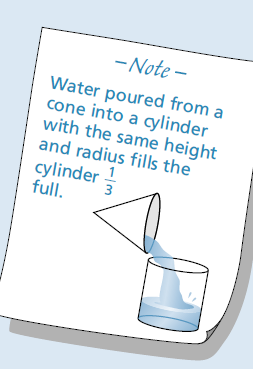 – Note –
Water poured from a
cone into a cylinder
with the same height
and radius fills the
cylinder 1/3
full.